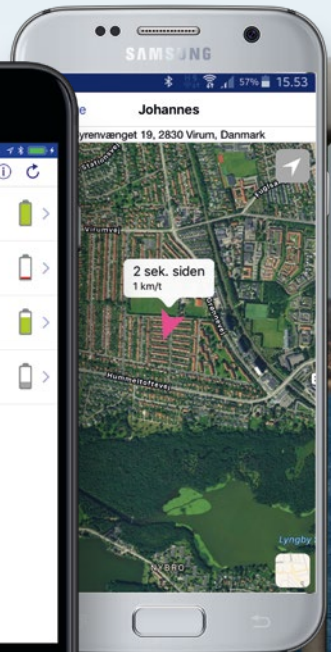 SAMSUNG
57% 15.53
Johannes
yrenvænget 19, 2830 Virum, Danmark
Virumvej
2 sek. siden
1 km/t
Hummeltoftevej
Lyngby
NYBRO